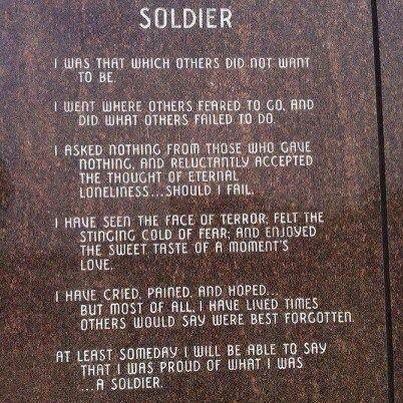 SOLDIER
I WAS THAT WHICH OTHERS DID NOT WANT
TO BE.
I WENT WHERE OTHERS FEARED TO GO, AND
DID WHAT OTHERS FAILED TO DO.
I ASKED NOTHING FROM THOSE WHO GAVE
NOTHING, AND RELUCTANTLY ACCEPTED
THE THOUGHT OF ETERNAL
LONELINESS...SHOULD I FAIL.
I HAVE SEEN THE FACE OF TERROR; FELT THE
STINGING COLD OF FEAR; AND ENJOYED
THE SWEET TASTE OF A MOMENT'S
LOVE.
I HAVE CRIED, PAINED, AND HOPED...
BUT MOST OF ALL, I HAVE LIVED TIMES
OTHERS WOULD SAY WERE BEST FORGOTTEN.
AT LEAST SOMEDAY I WILL BE ABLE TO SAY
THAT I WAS PROUD OF WHAT I WAS
...A SOLDIER.